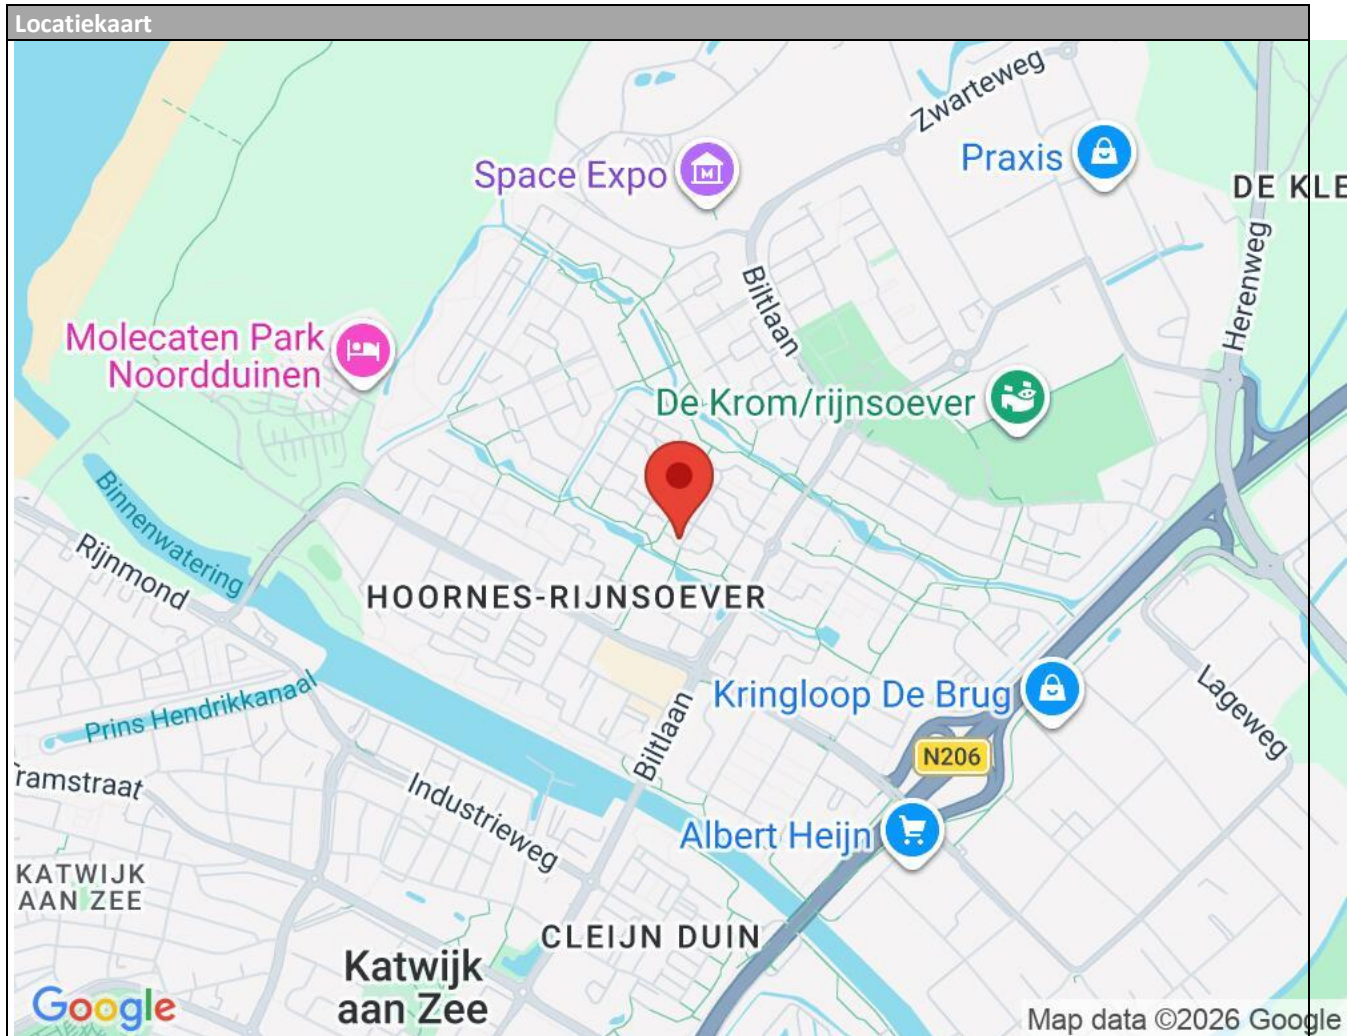 Locatiekaart
Zwarteweg
Space Expo
Praxis
DE KLE
Biltlaan
Herenweg
Molecaten Park
Noordduinen
De Krom/rijnsoever
Binnenwatering
Rijnmond
HOORNES-RIJNSOEVER
Prins Hendrikkanaal
Kringloop De Brug
Lageweg
Biltlaan
N206
Tramstraat
Industrieweg
Albert Heijn
KATWIJK
AAN ZEE
CLEIJN DUIN
Katwijk
aan Zee
Google
Map data ©2026 Google